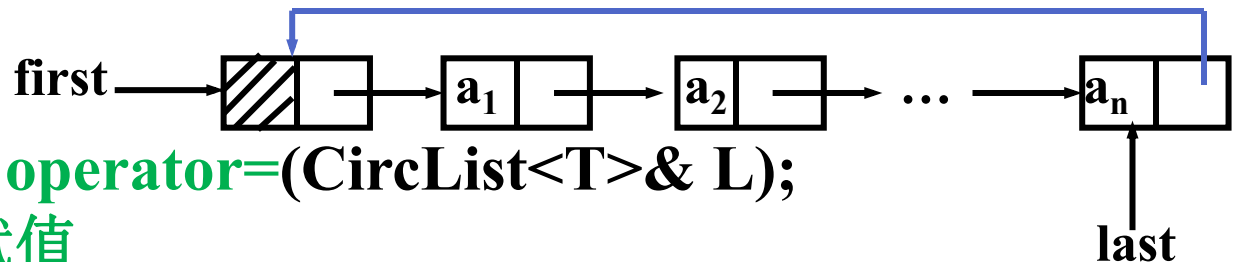 first a₁ a₂ … aₙ
operator=(CircList<T>& L);
值
last